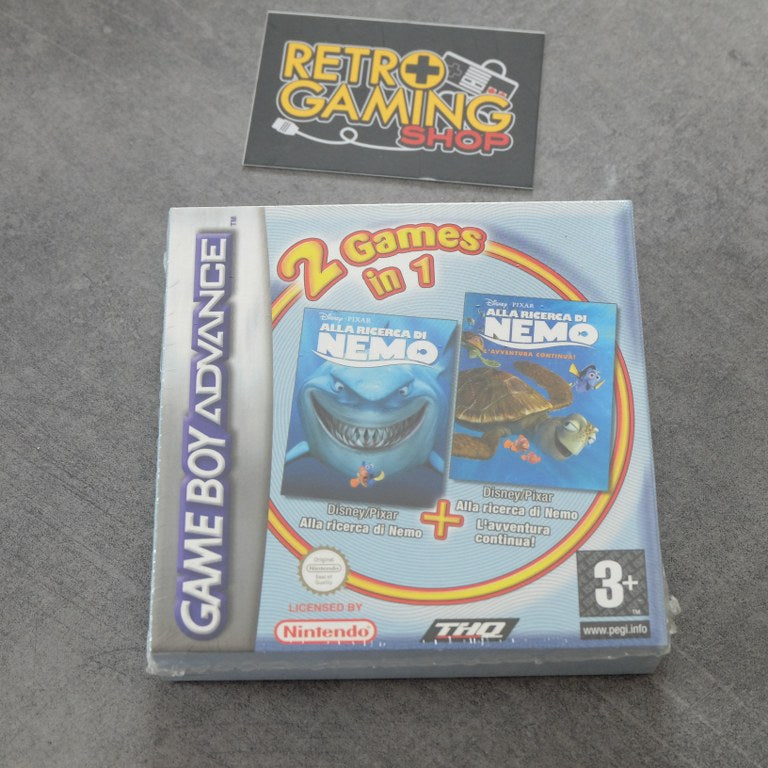 RETRO
GAMING
SHOP
GAME BOY ADVANCE™
2 Games
in 1
Disney · PIXAR
ALLA RICERCA DI
NEMO
Disney · PIXAR
ALLA RICERCA DI
NEMO
L'AVVENTURA CONTINUA!
Disney/Pixar
Alla ricerca di Nemo
+
Disney/Pixar
Alla ricerca di Nemo
L'avventura
continua!
Original
Nintendo
Seal of
Quality
LICENSED BY
Nintendo
THQ
3+
™
www.pegi.info